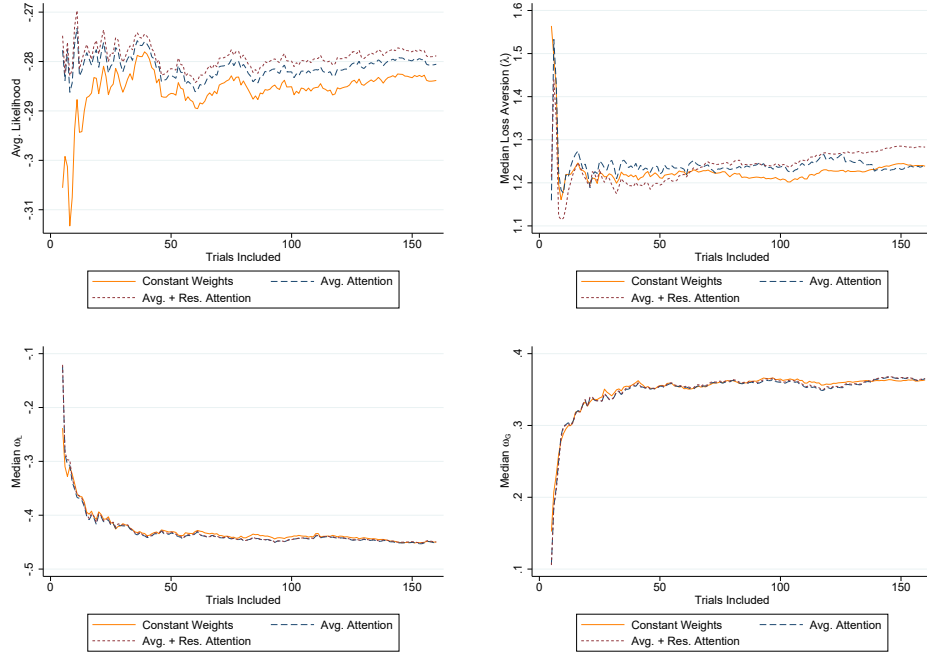 -.27
-.28
-.29
-.3
-.31
Avg. Likelihood
0 50 100 150
Trials Included
Constant Weights Avg. Attention
Avg. + Res. Attention
1.6
1.5
1.4
1.3
1.2
1.1
Median Loss Aversion (λ)
0 50 100 150
Trials Included
Constant Weights Avg. Attention
Avg. + Res. Attention
-.1
-.2
-.3
-.4
-.5
Median ω_L
0 50 100 150
Trials Included
Constant Weights Avg. Attention
Avg. + Res. Attention
.4
.3
.2
.1
Median ω_G
0 50 100 150
Trials Included
Constant Weights Avg. Attention
Avg. + Res. Attention